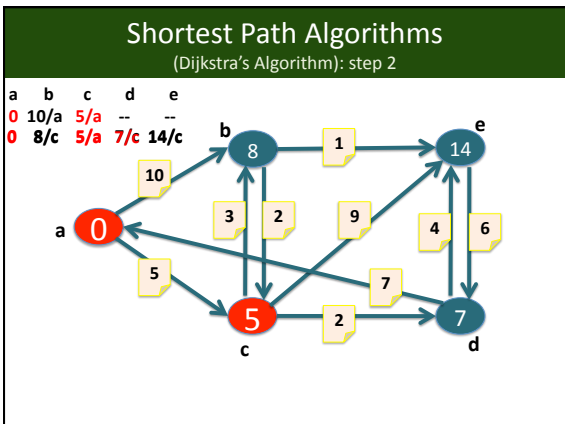 Shortest Path Algorithms
(Dijkstra's Algorithm): step 2
a b c d e
0 10/a 5/a -- --
0 8/c 5/a 7/c 14/c
b
e
8
1
14
10
3
2
9
4
6
a
0
5
7
5
2
7
c
d